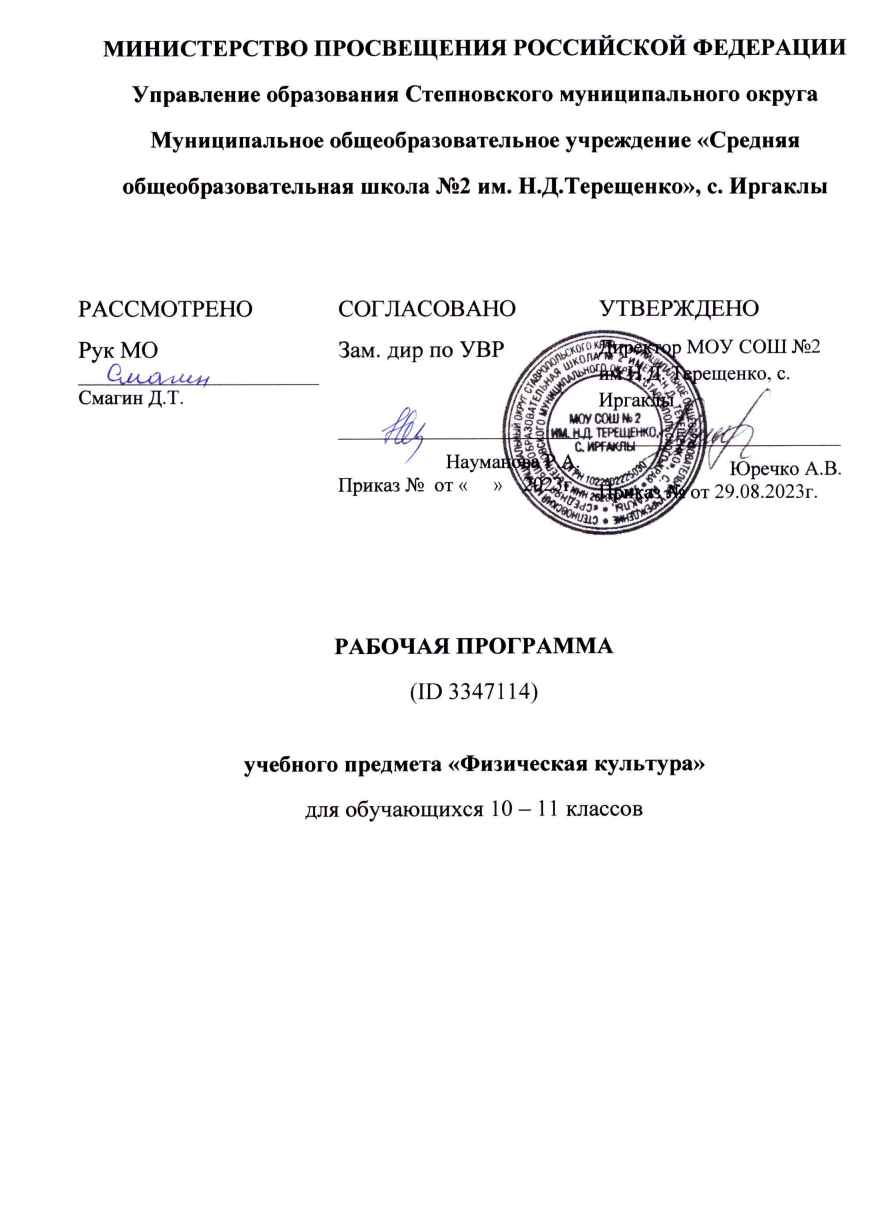 МИНИСТЕРСТВО ПРОСВЕЩЕНИЯ РОССИЙСКОЙ ФЕДЕРАЦИИ
Управление образования Степновского муниципального округа
Муниципальное общеобразовательное учреждение «Средняя
общеобразовательная школа №2 им. Н.Д.Терещенко», с. Иргаклы
РАССМОТРЕНО
Рук МО
Смагин
Смагин Д.Т.
СОГЛАСОВАНО
Зам. дир по УВР
Науманова Р.А.
Приказ № от « » 2023г.
УТВЕРЖДЕНО
Директор МОУ СОШ №2
им Н.Д. Терещенко, с.
Иргаклы
Юречко А.В.
Приказ № от 29.08.2023г.
МОУ СОШ № 2
ИМ. Н.Д. ТЕРЕЩЕНКО,
С. ИРГАКЛЫ
РАБОЧАЯ ПРОГРАММА
(ID 3347114)
учебного предмета «Физическая культура»
для обучающихся 10 – 11 классов